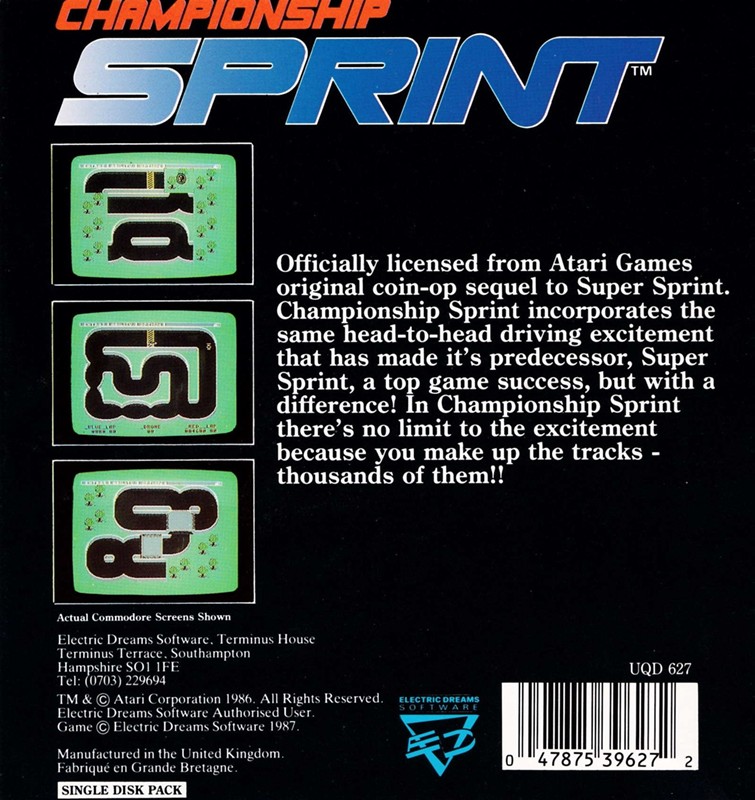 CHAMPIONSHIP
SPRINT™
Officially licensed from Atari Games
original coin-op sequel to Super Sprint.
Championship Sprint incorporates the
same head-to-head driving excitement
that has made it's predecessor, Super
Sprint, a top game success, but with a
difference! In Championship Sprint
there's no limit to the excitement
because you make up the tracks -
thousands of them!!
Actual Commodore Screens Shown
Electric Dreams Software, Terminus House
Terminus Terrace, Southampton
Hampshire SO1 1FE
Tel: (0703) 229694
TM & © Atari Corporation 1986. All Rights Reserved.
Electric Dreams Software Authorised User.
Game © Electric Dreams Software 1987.
Manufactured in the United Kingdom.
Fabriqué en Grande Bretagne.
SINGLE DISK PACK
ELECTRIC DREAMS
SOFTWARE
UQD 627
0 47875 39627 2